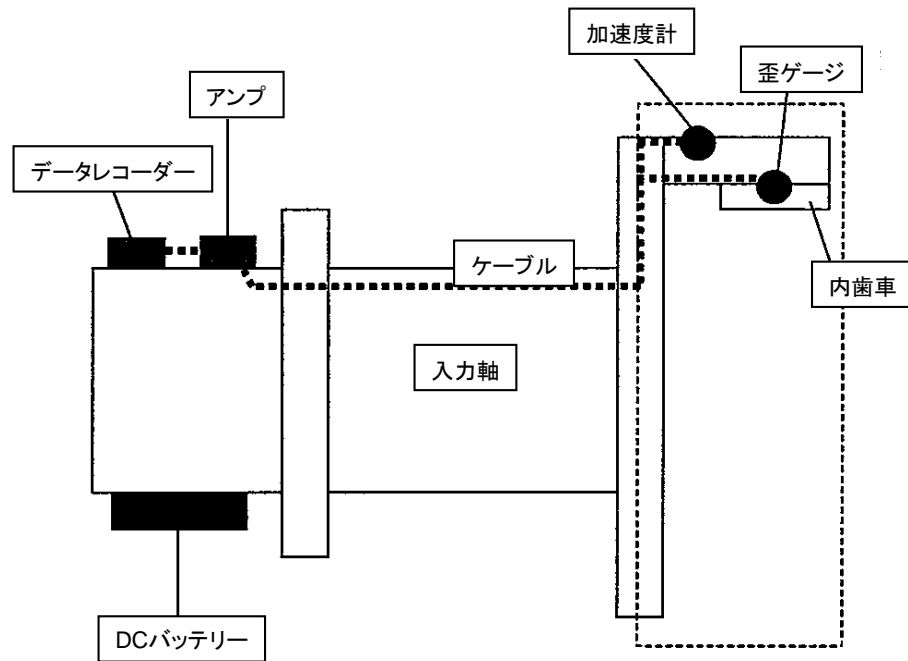 加速度計
歪ゲージ
アンプ
データレコーダー
ケーブル
内歯車
入力軸
DCバッテリー